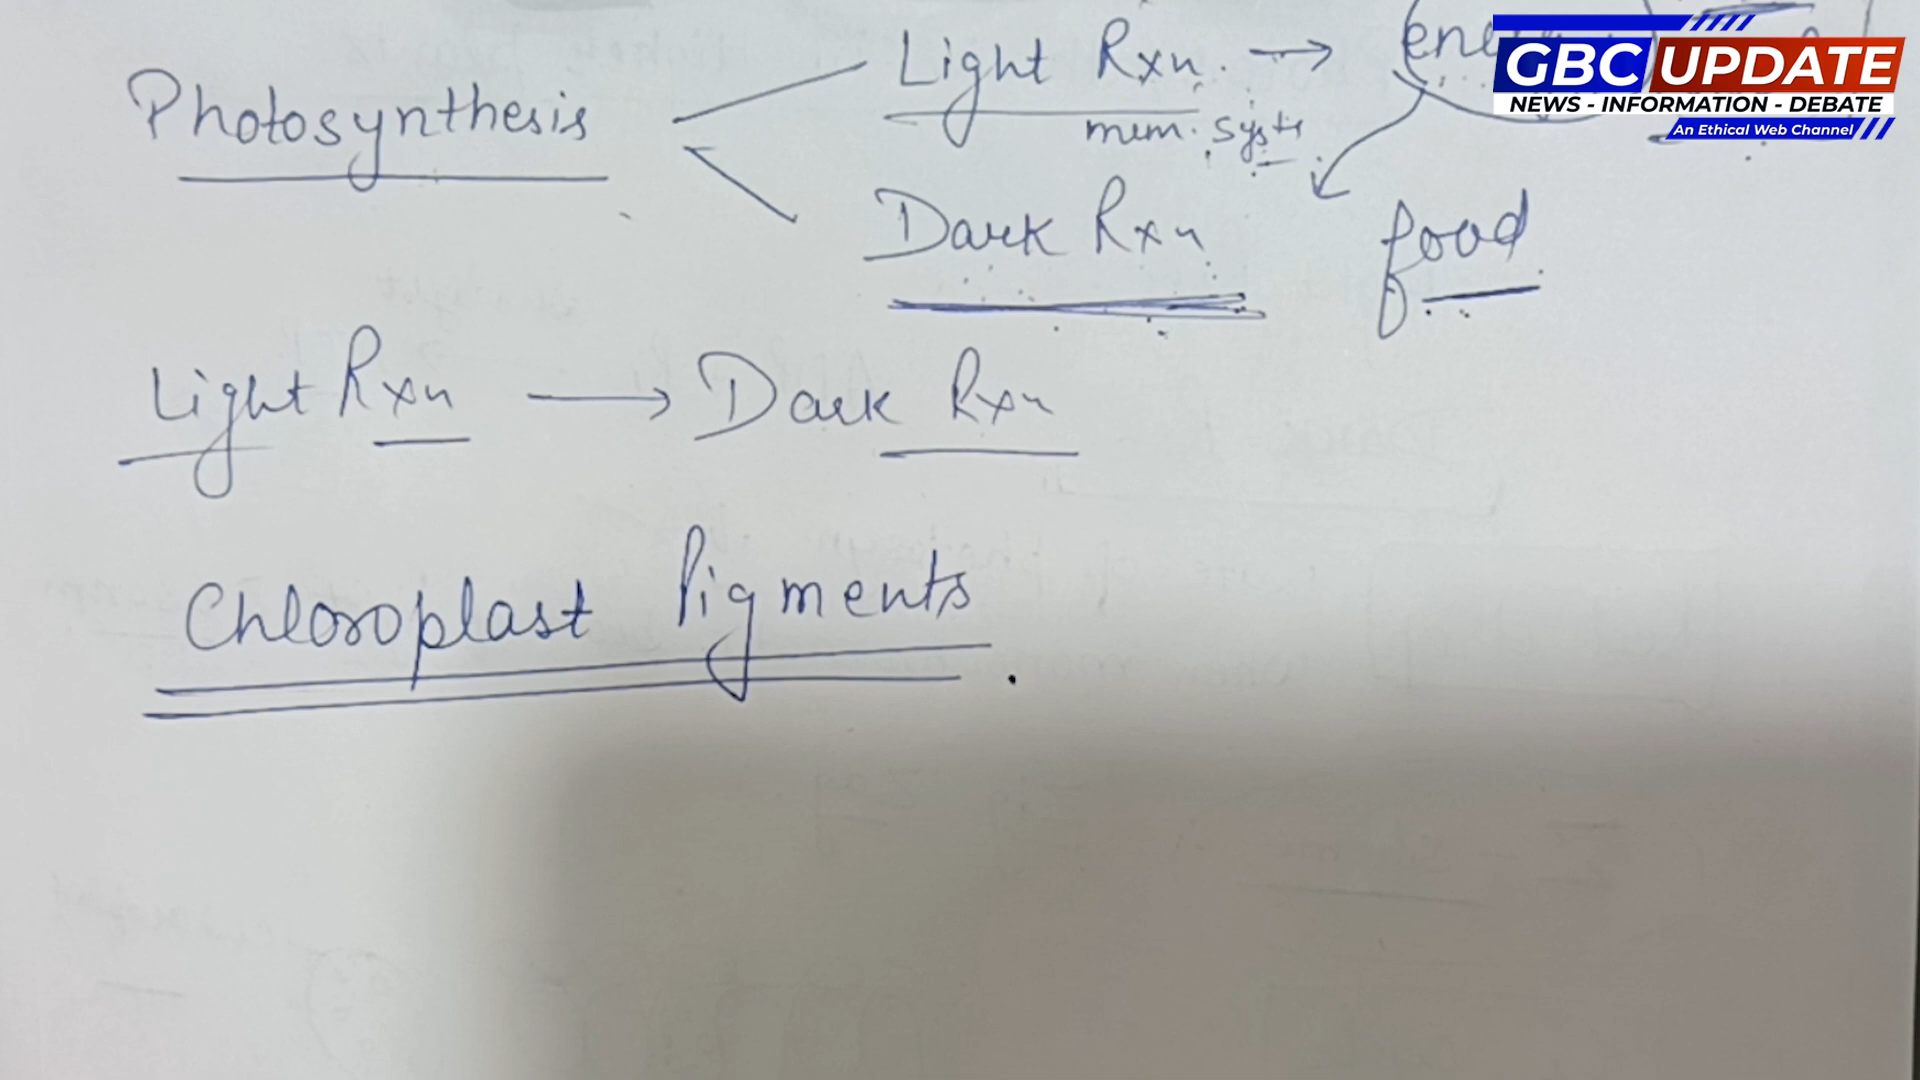 Light Rxn. →
mem. syst
Photosynthesis
Dark Rxn food
Light Rxn → Dark Rxn
Chloroplast Pigments
GBC UPDATE
NEWS - INFORMATION - DEBATE
An Ethical Web Channel